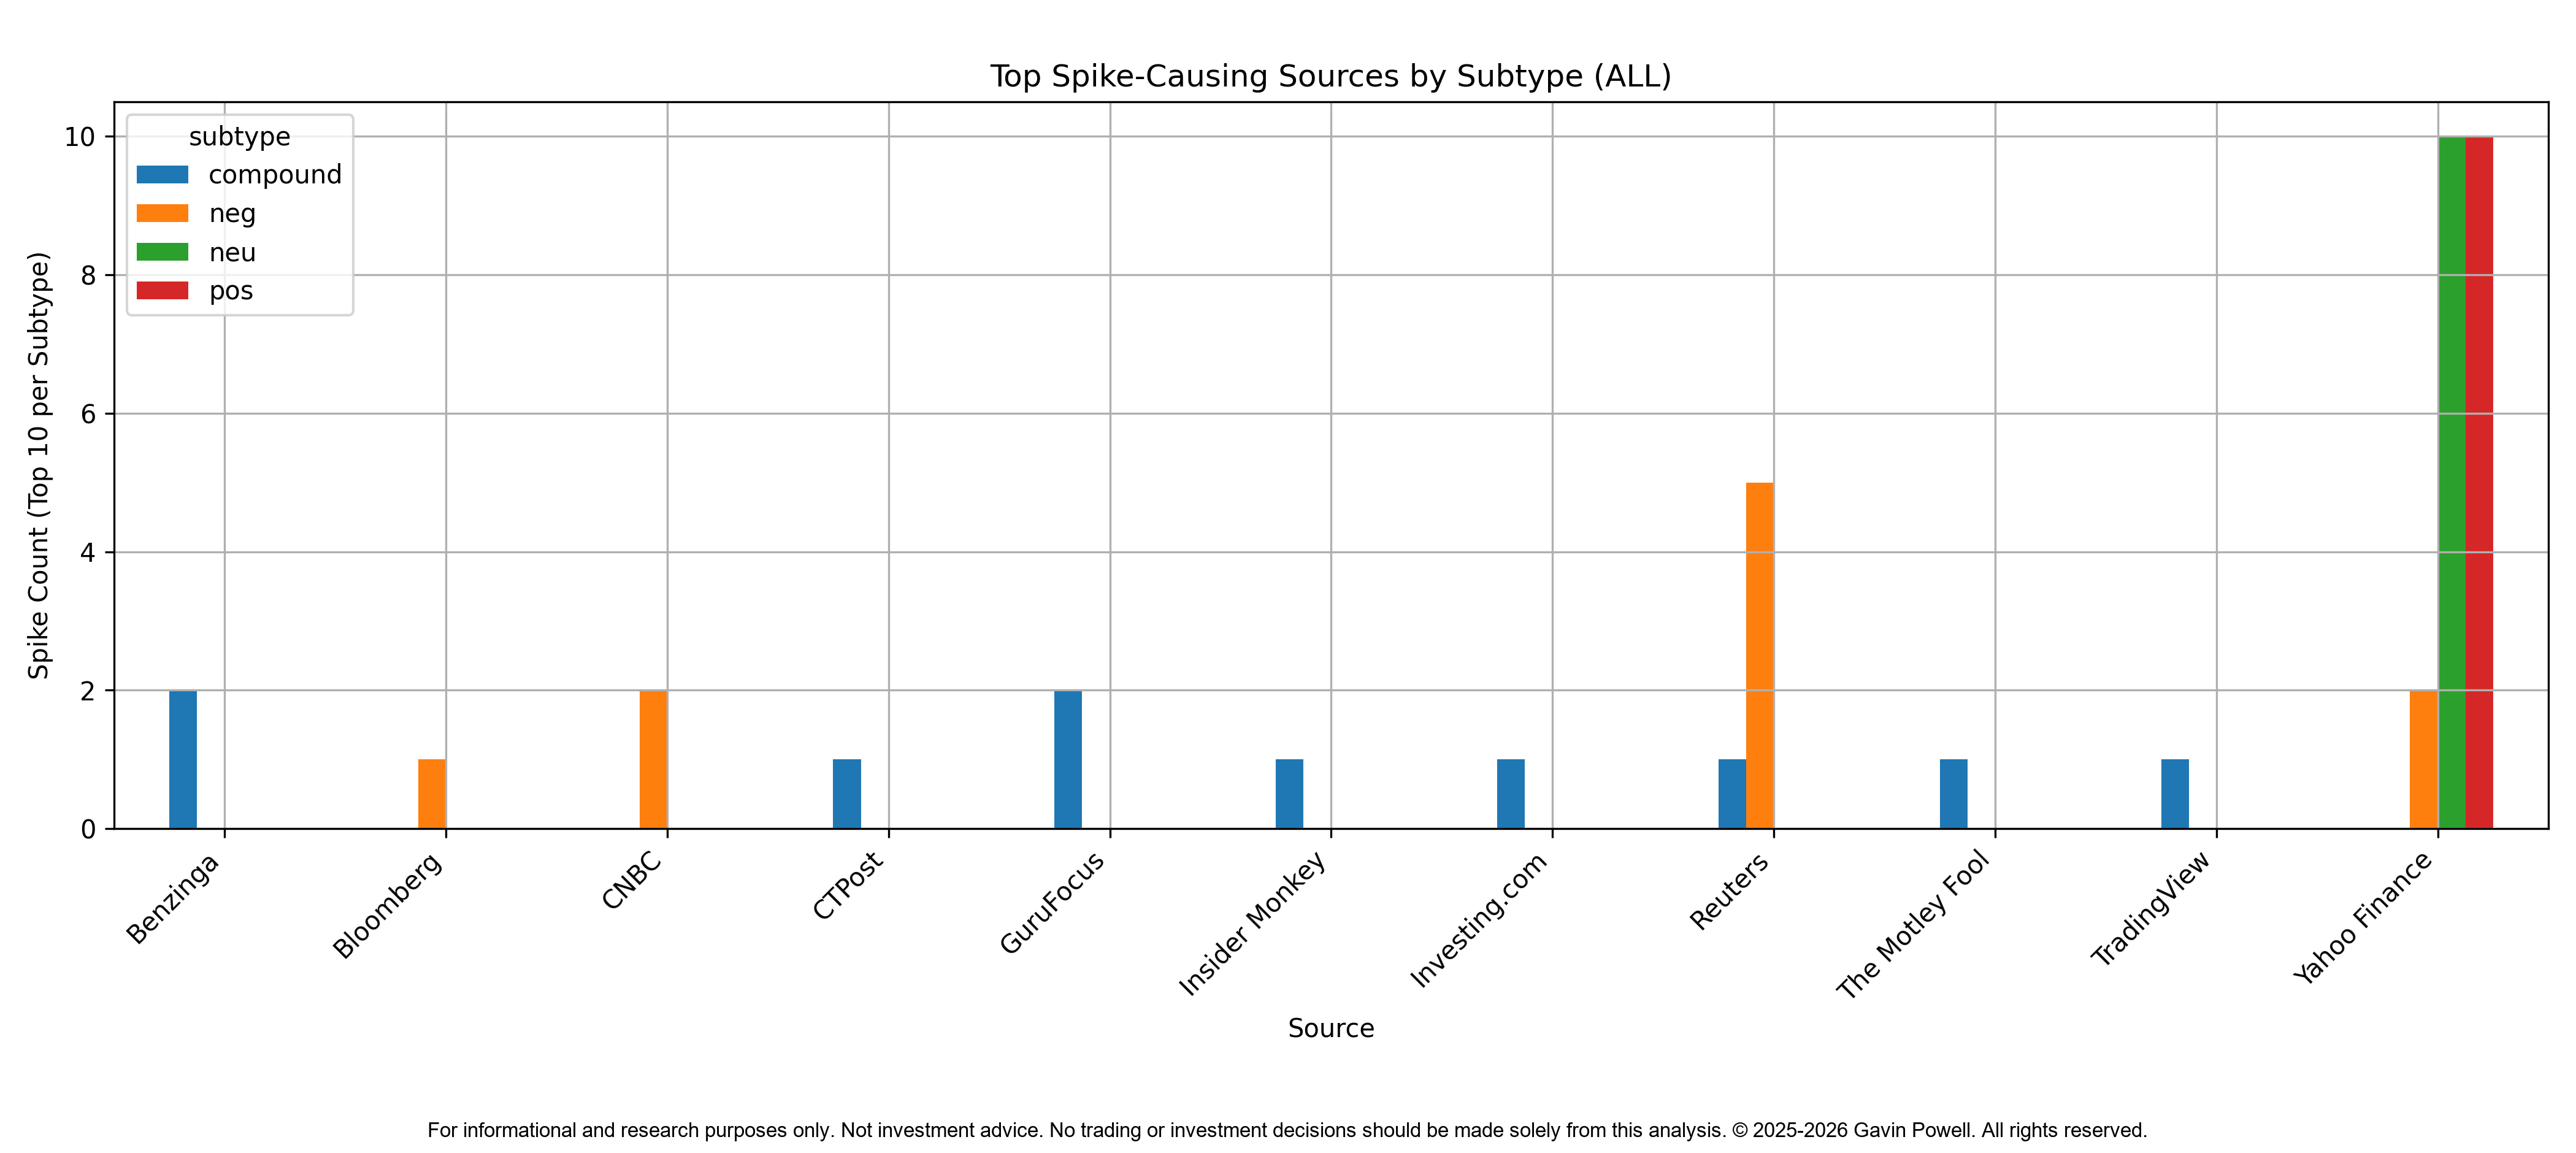 Top Spike-Causing Sources by Subtype (ALL)
subtype
compound
neg
neu
pos
Spike Count (Top 10 per Subtype)
10
8
6
4
2
0
Benzinga
Bloomberg
CNBC
CTPost
GuruFocus
Insider Monkey
Investing.com
Reuters
The Motley Fool
TradingView
Yahoo Finance
Source
For informational and research purposes only. Not investment advice. No trading or investment decisions should be made solely from this analysis. © 2025-2026 Gavin Powell. All rights reserved.